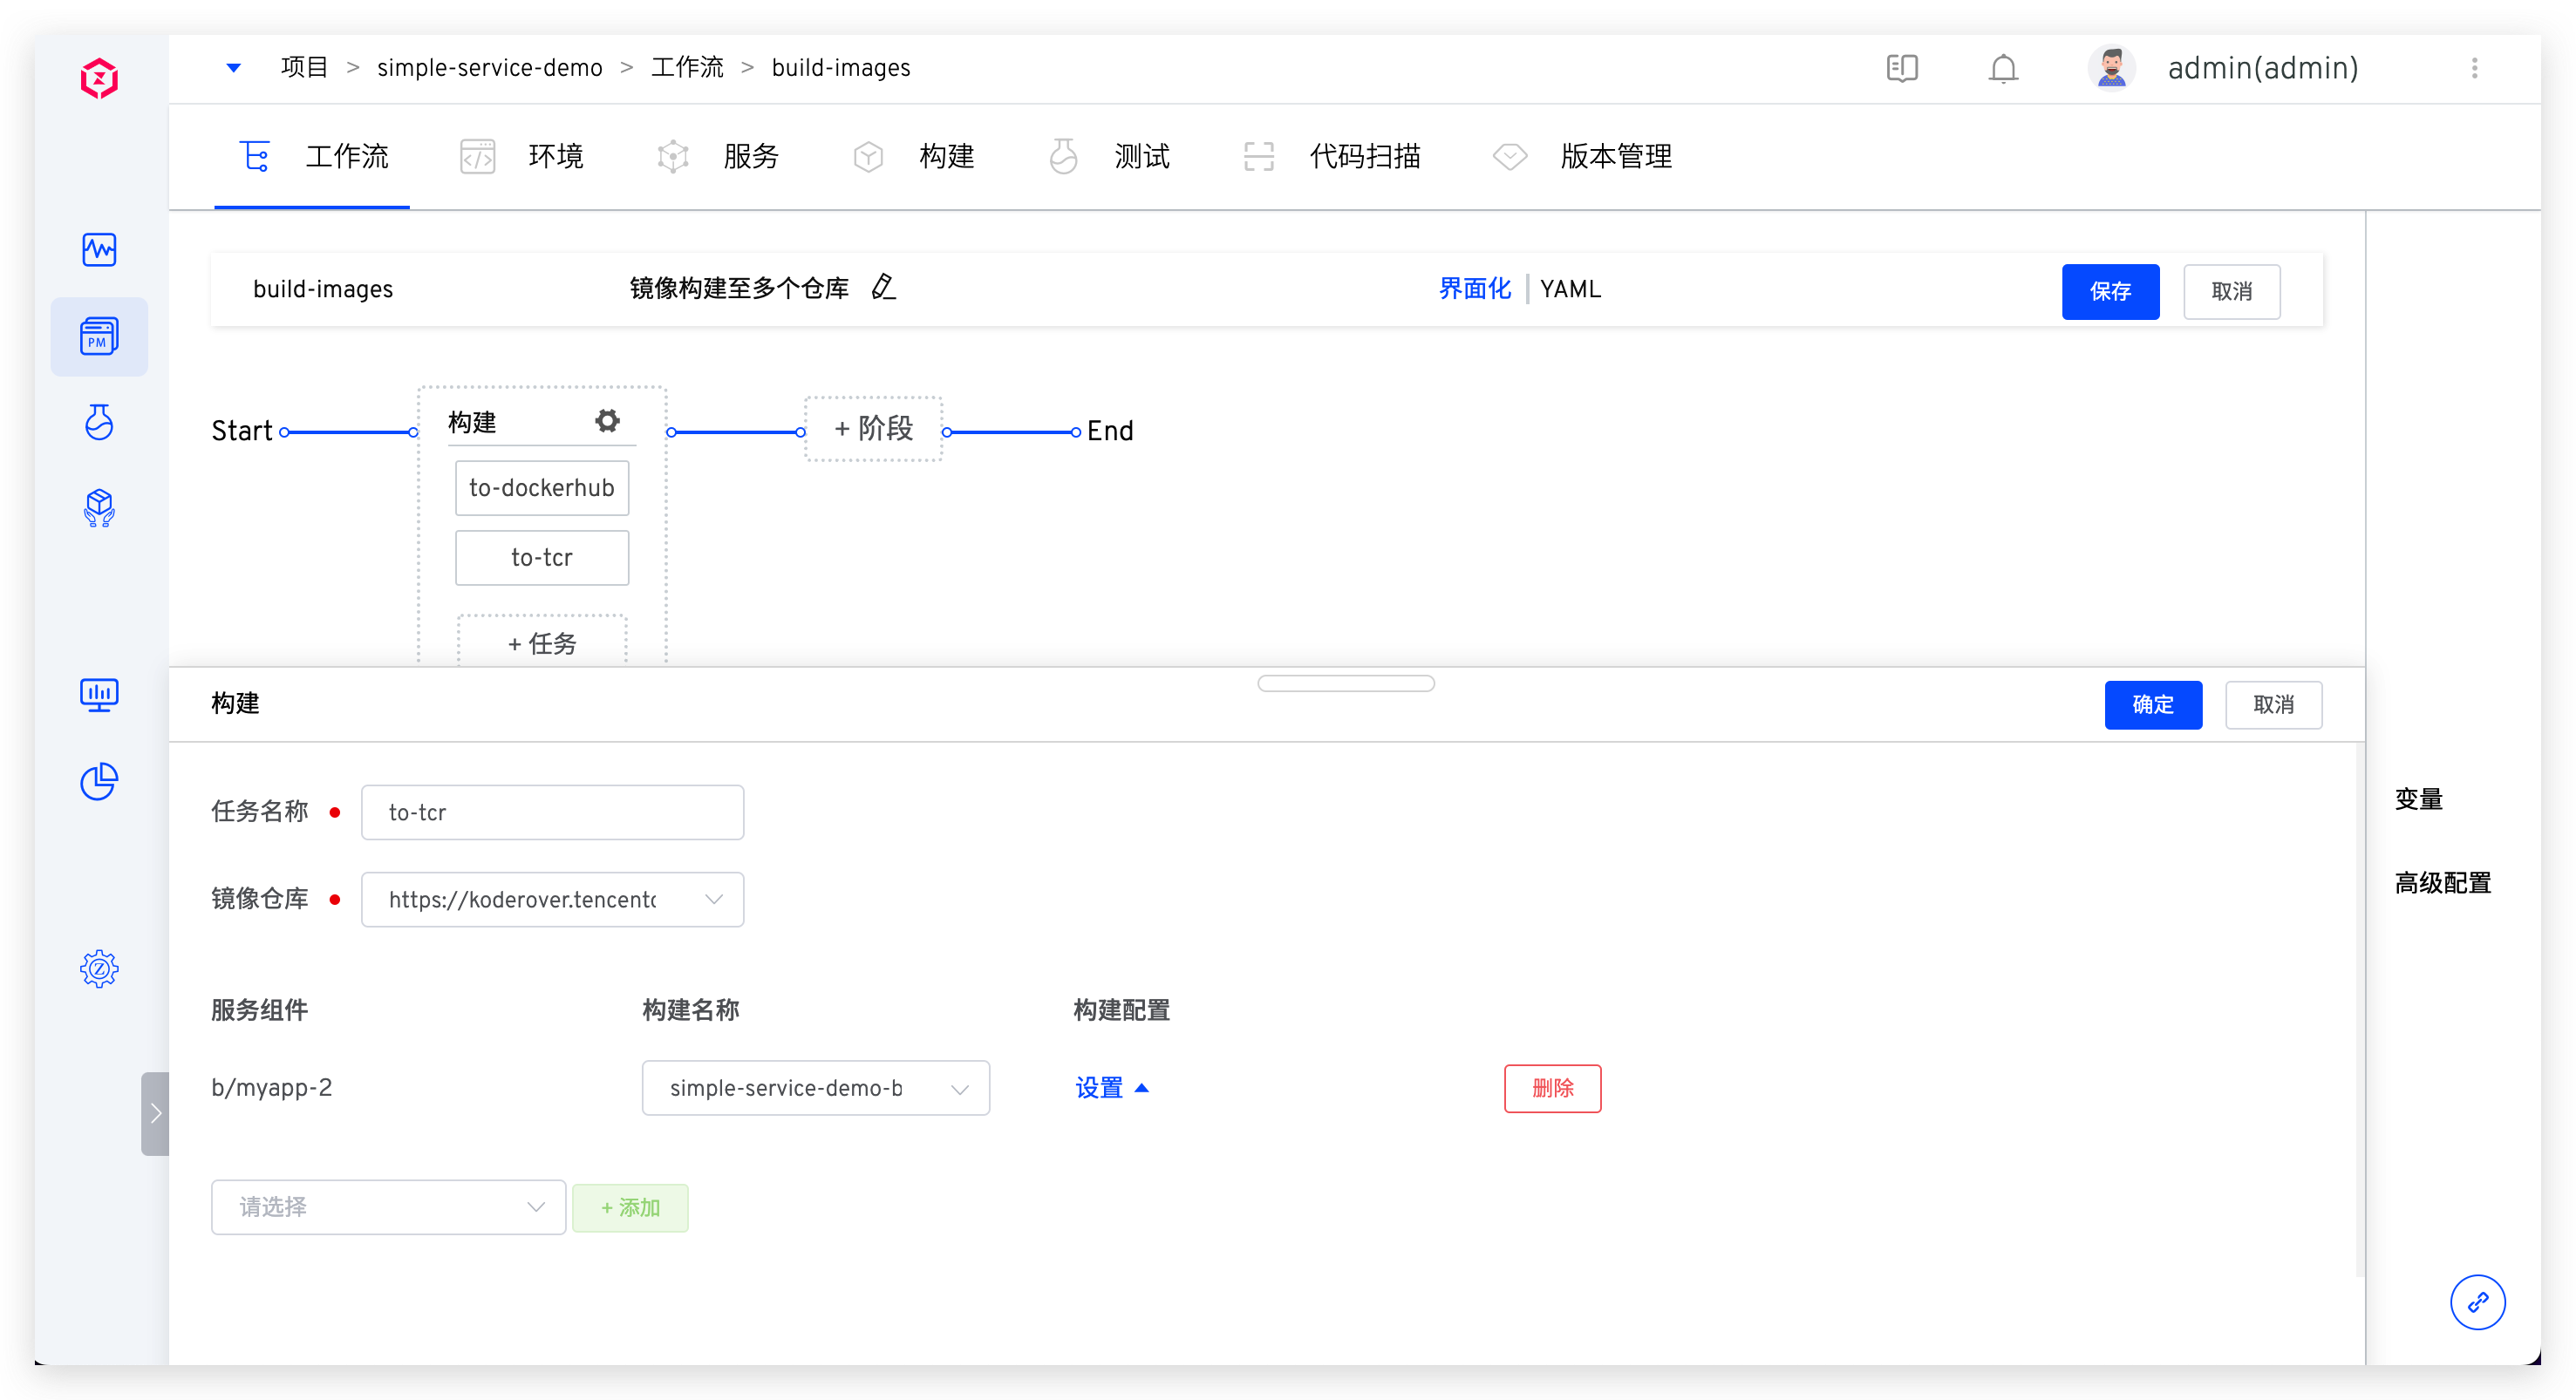 项目 > simple-service-demo > 工作流 > build-images
admin(admin)
工作流 环境 服务 构建 测试 代码扫描 版本管理
PM
build-images 镜像构建至多个仓库 界面化 | YAML 保存 取消
Start 构建 + 阶段 End
to-dockerhub
to-tcr
+ 任务
构建 确定 取消
任务名称 to-tcr
变量
镜像仓库 https://koderover.tencentc
高级配置
服务组件 构建名称 构建配置
b/myapp-2 simple-service-demo-b 设置 删除
请选择 + 添加